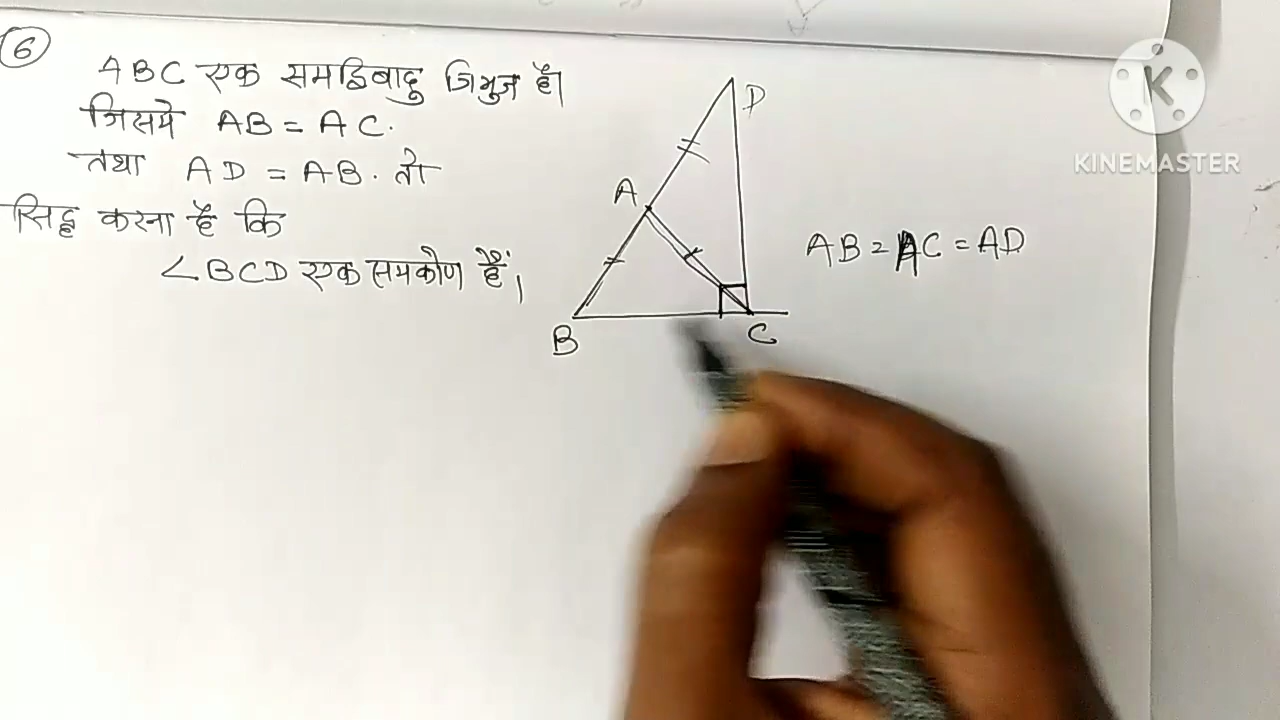 6
ABC एक समद्विबाहु त्रिभुज है।
जिसमे AB = AC.
तथा AD = AB. तो
सिद्ध करना है कि
∠BCD एक समकोण है।
D
A
B
C
AB = AC = AD
K
KINEMASTER